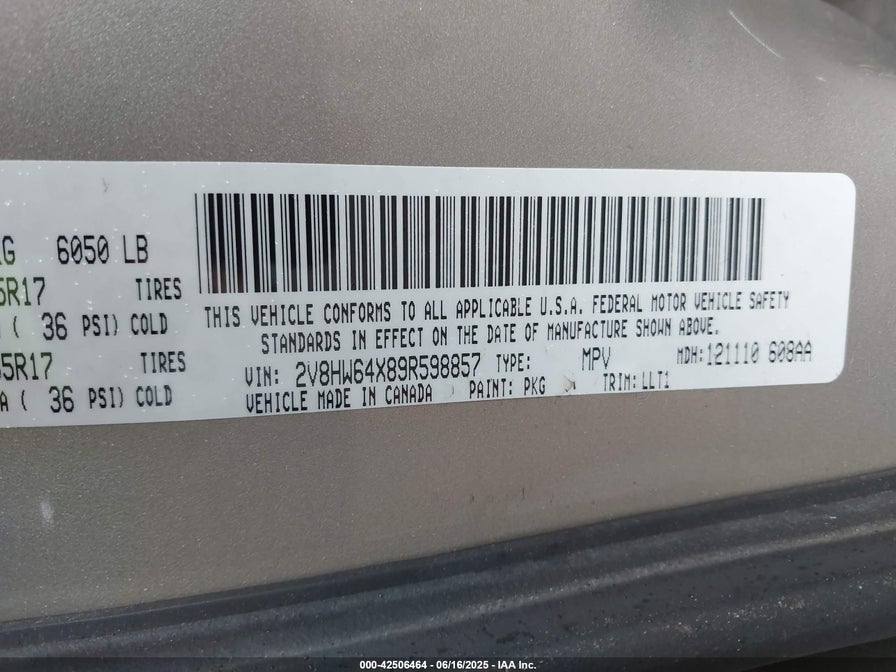 KG 6050 LB
5R17 TIRES
( 36 PSI) COLD
65R17 TIRES
A ( 36 PSI) COLD
THIS VEHICLE CONFORMS TO ALL APPLICABLE U.S.A. FEDERAL MOTOR VEHICLE SAFETY
STANDARDS IN EFFECT ON THE DATE OF MANUFACTURE SHOWN ABOVE.
VIN: 2V8HW64X89R598857 TYPE: MPV MDH:121110 608AA
VEHICLE MADE IN CANADA PAINT: PKG TRIM: LLT1
000-42506464 - 06/16/2025 - IAA Inc.